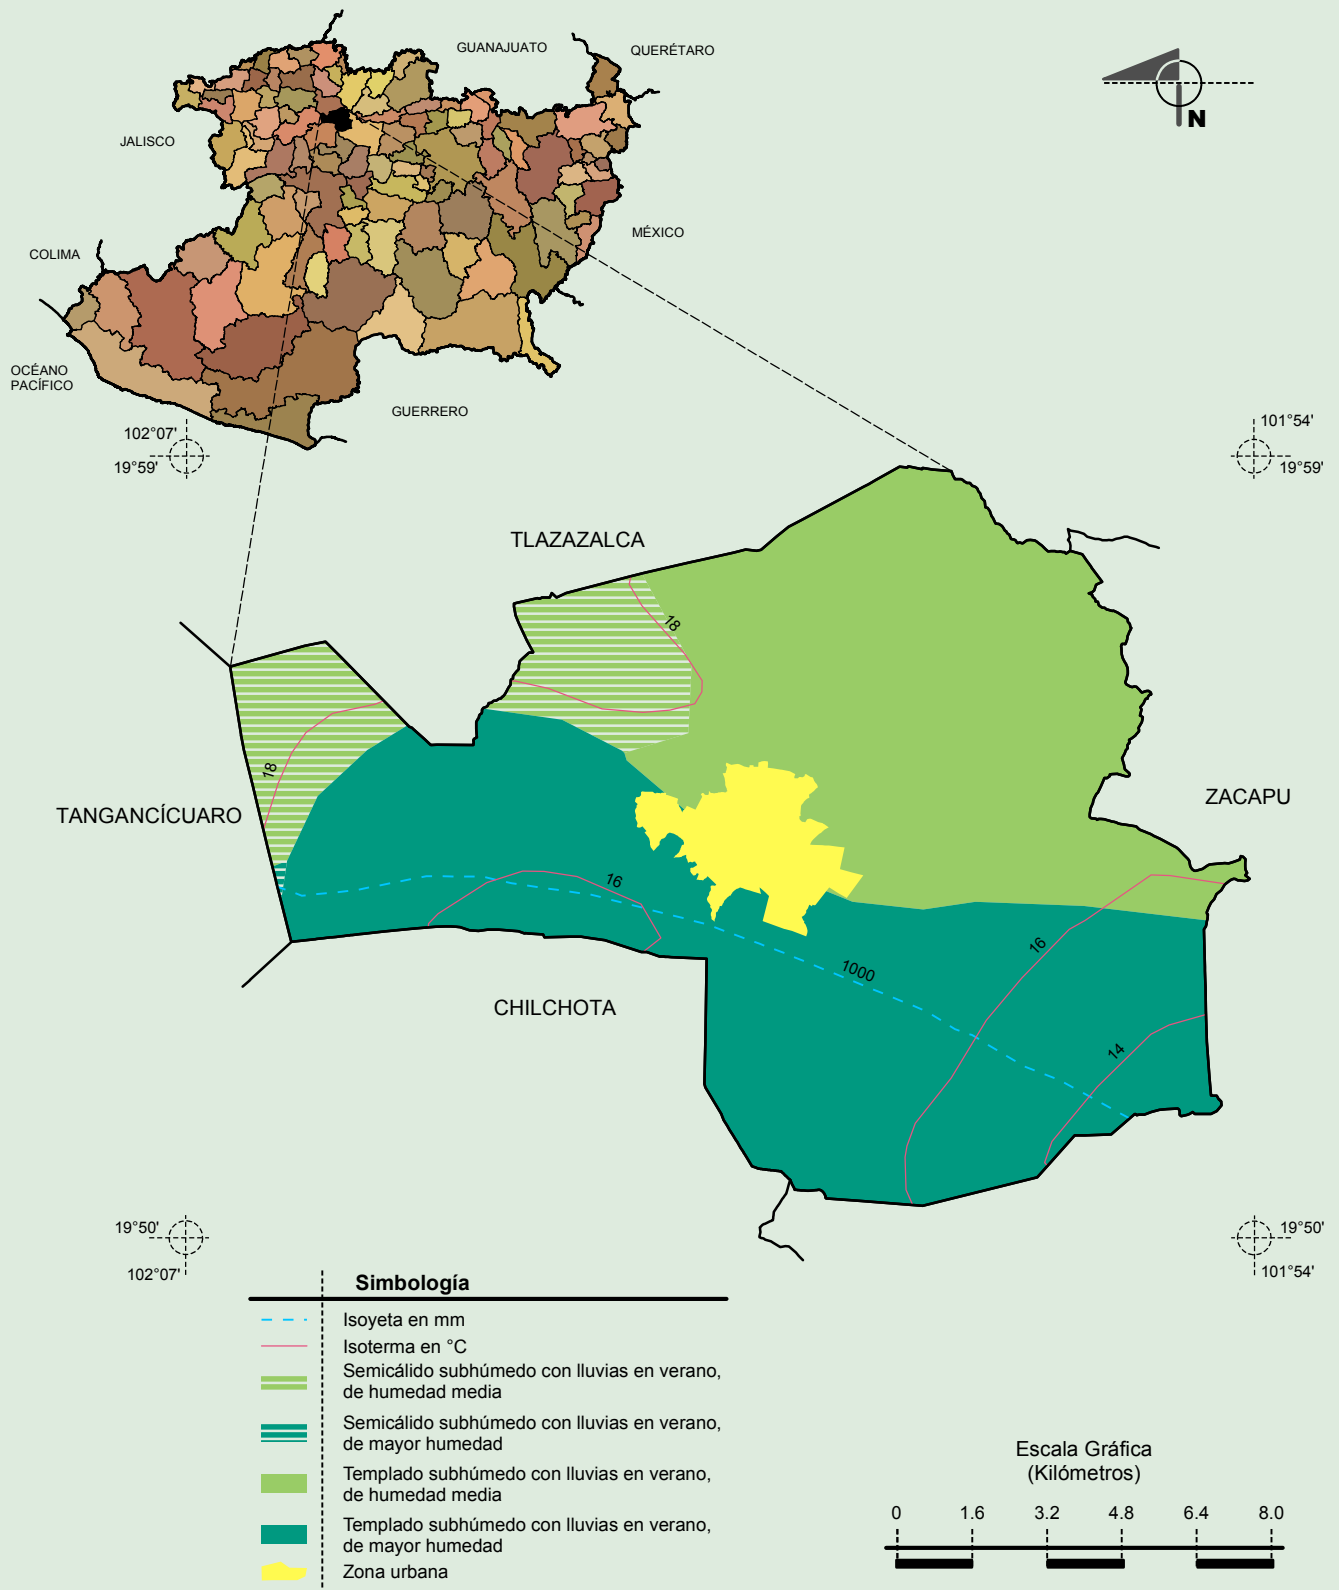 GUANAJUATO
QUERÉTARO
N
JALISCO
MÉXICO
COLIMA
OCÉANO
PACÍFICO
GUERRERO
102°07'
19°59'
101°54'
19°59'
TLAZAZALCA
18
18
TANGANCÍCUARO
ZACAPU
16
16
1000
CHILCHOTA
14
19°50'
102°07'
19°50'
101°54'
Simbología
Isoyeta en mm
Isoterma en °C
Semicálido subhúmedo con lluvias en verano,
de humedad media
Semicálido subhúmedo con lluvias en verano,
de mayor humedad
Templado subhúmedo con lluvias en verano,
de humedad media
Templado subhúmedo con lluvias en verano,
de mayor humedad
Zona urbana
Escala Gráfica
(Kilómetros)
0 1.6 3.2 4.8 6.4 8.0